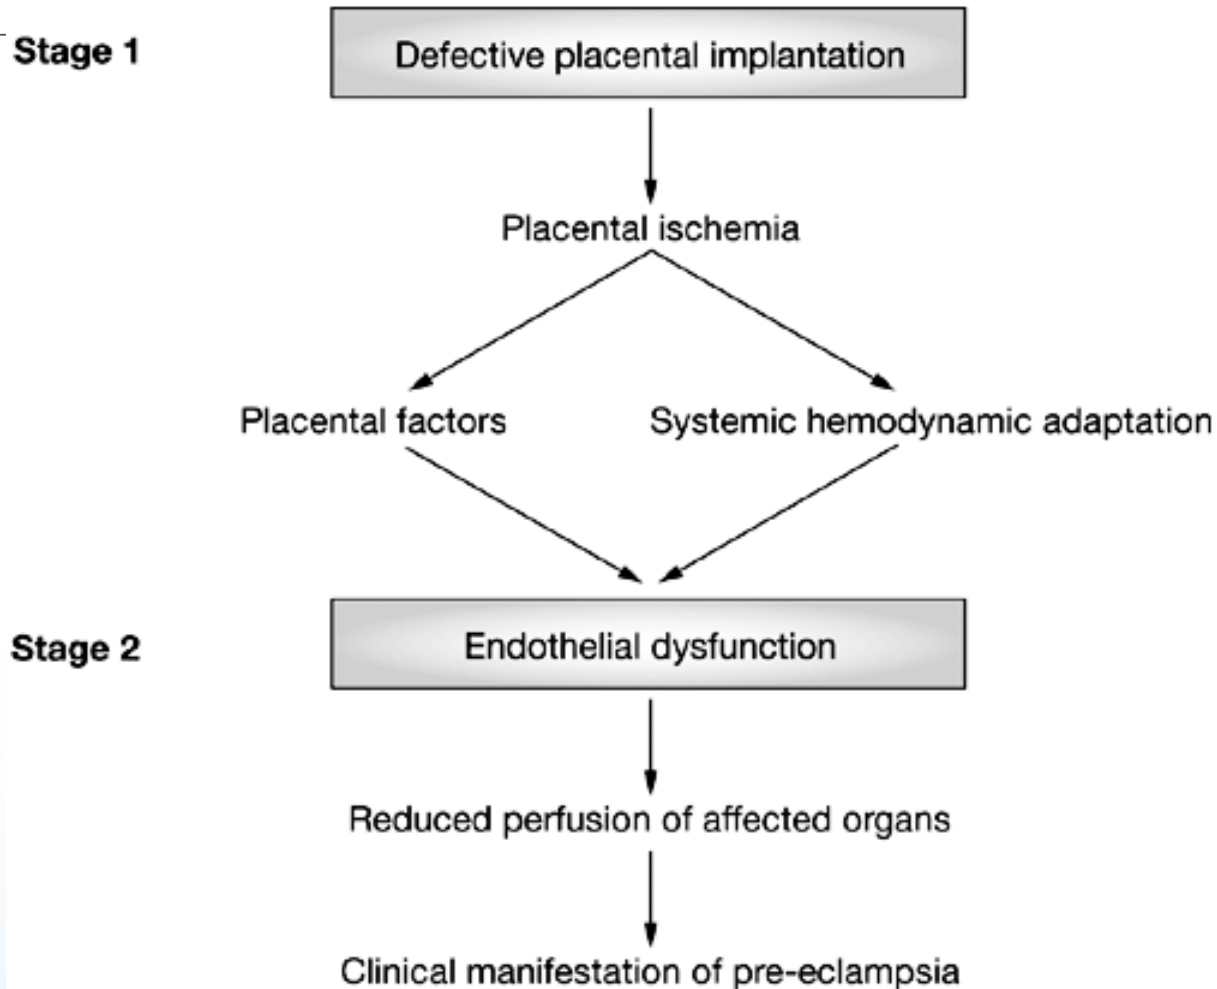 Stage 1
Defective placental implantation
Placental ischemia
Placental factors
Systemic hemodynamic adaptation
Stage 2
Endothelial dysfunction
Reduced perfusion of affected organs
Clinical manifestation of pre-eclampsia